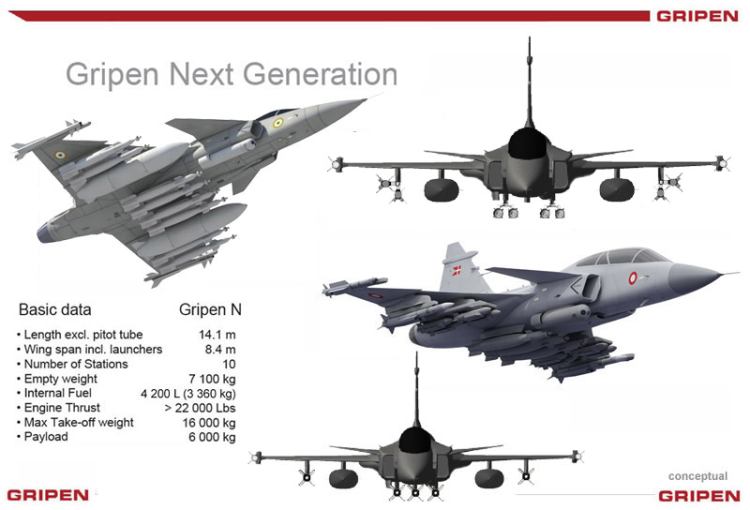 GRIPEN
Gripen Next Generation
Basic data Gripen N
• Length excl. pitot tube 14.1 m
• Wing span incl. launchers 8.4 m
• Number of Stations 10
• Empty weight 7 100 kg
• Internal Fuel 4 200 L (3 360 kg)
• Engine Thrust > 22 000 Lbs
• Max Take-off weight 16 000 kg
• Payload 6 000 kg
conceptual
GRIPEN GRIPEN